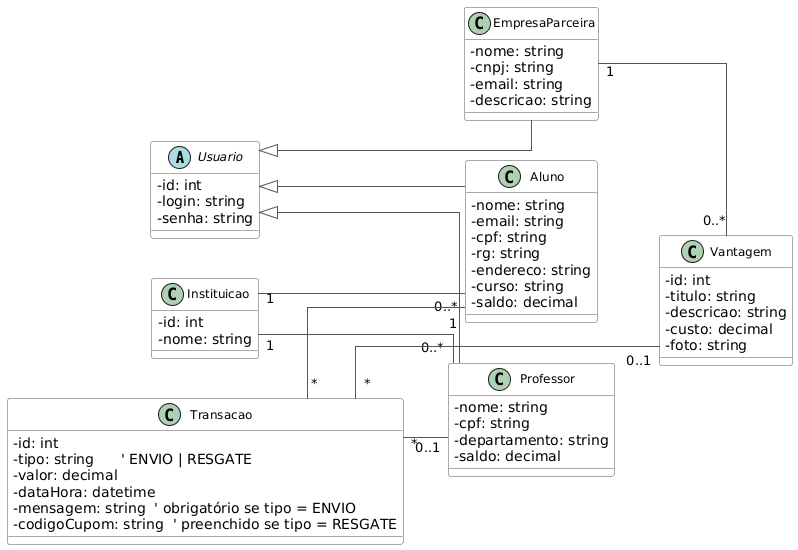 C EmpresaParceira
-nome: string
-cnpj: string
-email: string
-descricao: string
1
A Usuario
-id: int
-login: string
-senha: string
C Aluno
-nome: string
-email: string
-cpf: string
-rg: string
-endereco: string
-curso: string
-saldo: decimal
0..*
C Vantagem
-id: int
-titulo: string
-descricao: string
-custo: decimal
-foto: string
C Instituicao
-id: int
-nome: string
1
0..*
1
1
0..*
0..1
C Professor
-nome: string
-cpf: string
-departamento: string
-saldo: decimal
*
*
C Transacao
-id: int
-tipo: string ' ENVIO | RESGATE
-valor: decimal
-dataHora: datetime
-mensagem: string ' obrigatório se tipo = ENVIO
-codigoCupom: string ' preenchido se tipo = RESGATE
*
0..1